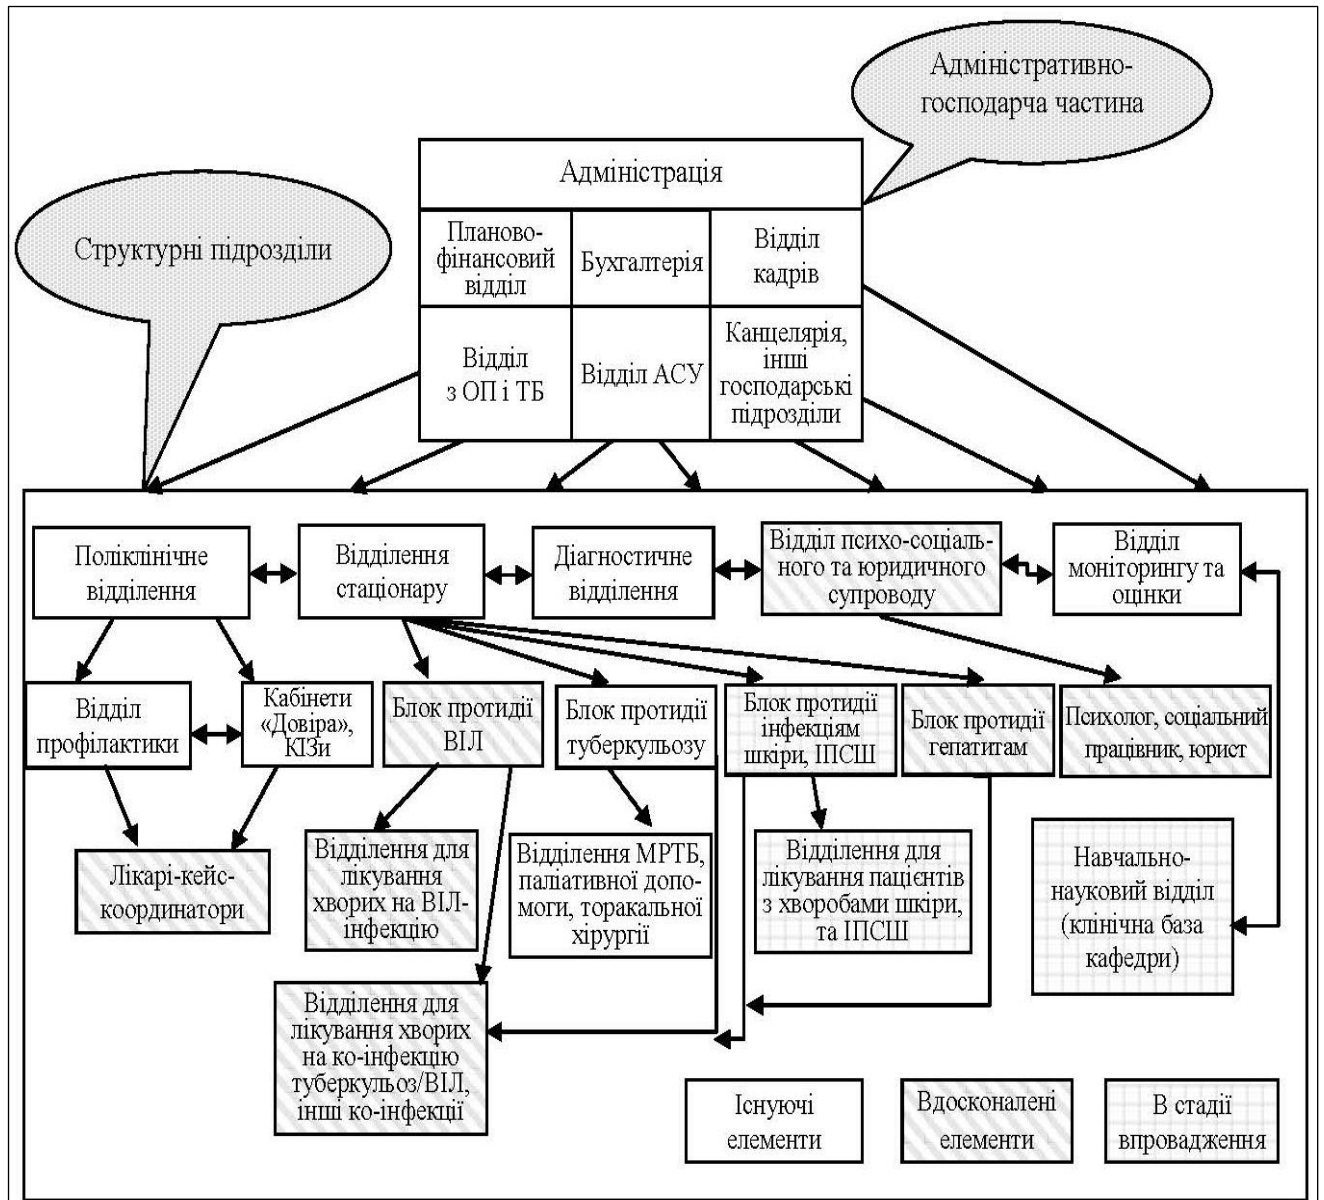 Адміністративно-
господарча частина
Структурні підрозділи
Адміністрація
Планово-
фінансовий
відділ
Бухгалтерія
Відділ
кадрів
Відділ
з ОП і ТБ
Відділ АСУ
Канцелярія,
інші
господарські
підрозділи
Поліклінічне
відділення
Відділення
стаціонару
Діагностичне
відділення
Відділ психо-соціаль-
ного та юридичного
супроводу
Відділ
моніторингу та
оцінки
Відділ
профілактики
Кабінети
«Довіра»,
КІЗи
Блок протидії
ВІЛ
Блок протидії
туберкульозу
Блок протидії
інфекціям
шкіри, ІПСШ
Блок протидії
гепатитам
Психолог, соціальний
працівник, юрист
Лікарі-кейс-
координатори
Відділення для
лікування
хворих на ВІЛ-
інфекцію
Відділення МРТБ,
паліативної допо-
моги, торакальної
хірургії
Відділення для
лікування пацієнтів
з хворобами шкіри,
та ІПСШ
Навчально-
науковий відділ
(клінічна база
кафедри)
Відділення для
лікування хворих
на ко-інфекцію
туберкульоз/ВІЛ,
інші ко-інфекції
Існуючі
елементи
Вдосконалені
елементи
В стадії
впровадження